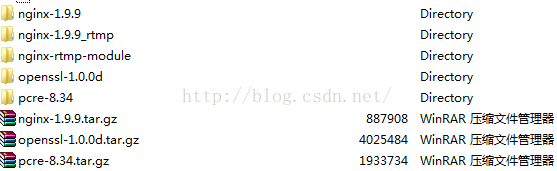 nginx-1.9.9 Directory
nginx-1.9.9_rtmp Directory
nginx-rtmp-module Directory
openssl-1.0.0d Directory
pcre-8.34 Directory
http://blog.csdn.net/
nginx-1.9.9.tar.gz 887908 WinRAR 压缩文件管理器
openssl-1.0.0d.tar.gz 4025484 WinRAR 压缩文件管理器
pcre-8.34.tar.gz 1933734 WinRAR 压缩文件管理器